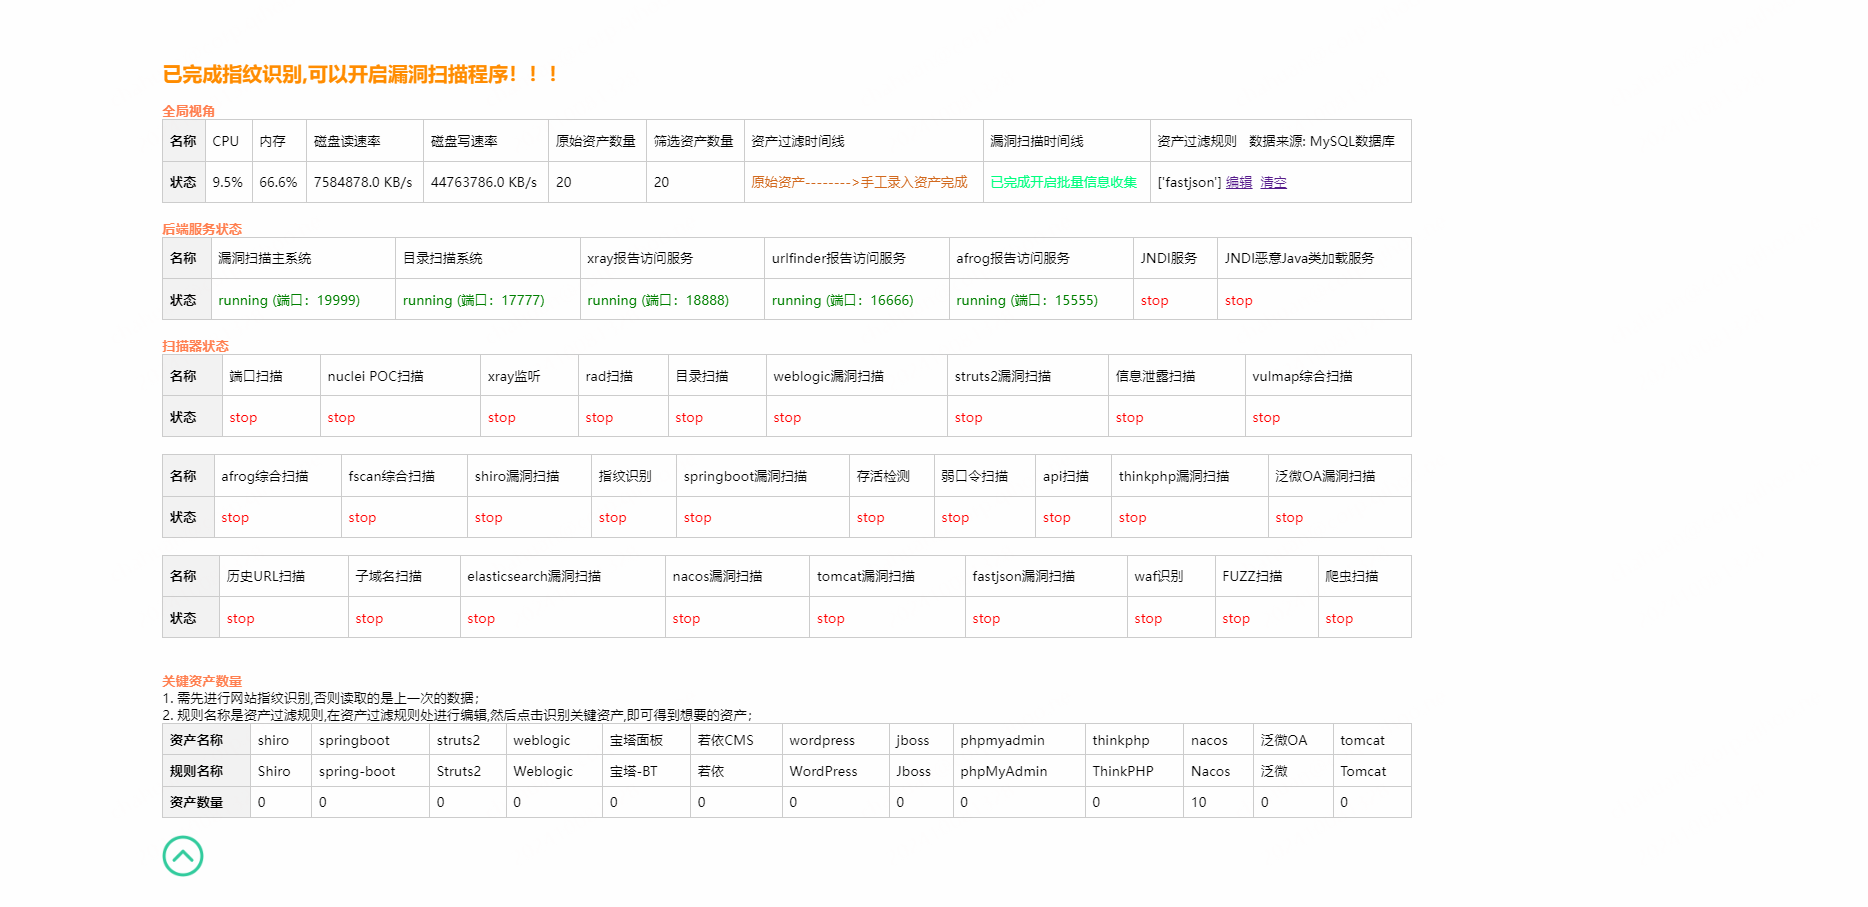 已完成指纹识别,可以开启漏洞扫描程序！！！
全局视角
名称 CPU 内存 磁盘读速率 磁盘写速率 原始资产数量 筛选资产数量 资产过滤时间线 漏洞扫描时间线 资产过滤规则 数据来源: MySQL数据库
状态 9.5% 66.6% 7584878.0 KB/s 44763786.0 KB/s 20 20 原始资产-------->手工录入资产完成 已完成开启批量信息收集 ['fastjson'] 编辑 清空
后端服务状态
名称 漏洞扫描主系统 目录扫描系统 xray报告访问服务 urlfinder报告访问服务 afrog报告访问服务 JNDI服务 JNDI恶意Java类加载服务
状态 running (端口：19999) running (端口：17777) running (端口：18888) running (端口：16666) running (端口：15555) stop stop
扫描器状态
名称 端口扫描 nuclei POC扫描 xray监听 rad扫描 目录扫描 weblogic漏洞扫描 struts2漏洞扫描 信息泄露扫描 vulmap综合扫描
状态 stop stop stop stop stop stop stop stop stop
名称 afrog综合扫描 fscan综合扫描 shiro漏洞扫描 指纹识别 springboot漏洞扫描 存活检测 弱口令扫描 api扫描 thinkphp漏洞扫描 泛微OA漏洞扫描
状态 stop stop stop stop stop stop stop stop stop stop
名称 历史URL扫描 子域名扫描 elasticsearch漏洞扫描 nacos漏洞扫描 tomcat漏洞扫描 fastjson漏洞扫描 waf识别 FUZZ扫描 爬虫扫描
状态 stop stop stop stop stop stop stop stop stop
关键资产数量
1. 需先进行网站指纹识别,否则读取的是上一次的数据；
2. 规则名称是资产过滤规则,在资产过滤规则处进行编辑,然后点击识别关键资产,即可得到想要的资产；
资产名称 shiro springboot struts2 weblogic 宝塔面板 若依CMS wordpress jboss phpmyadmin thinkphp nacos 泛微OA tomcat
规则名称 Shiro spring-boot Struts2 Weblogic 宝塔-BT 若依 WordPress Jboss phpMyAdmin ThinkPHP Nacos 泛微 Tomcat
资产数量 0 0 0 0 0 0 0 0 0 0 10 0 0